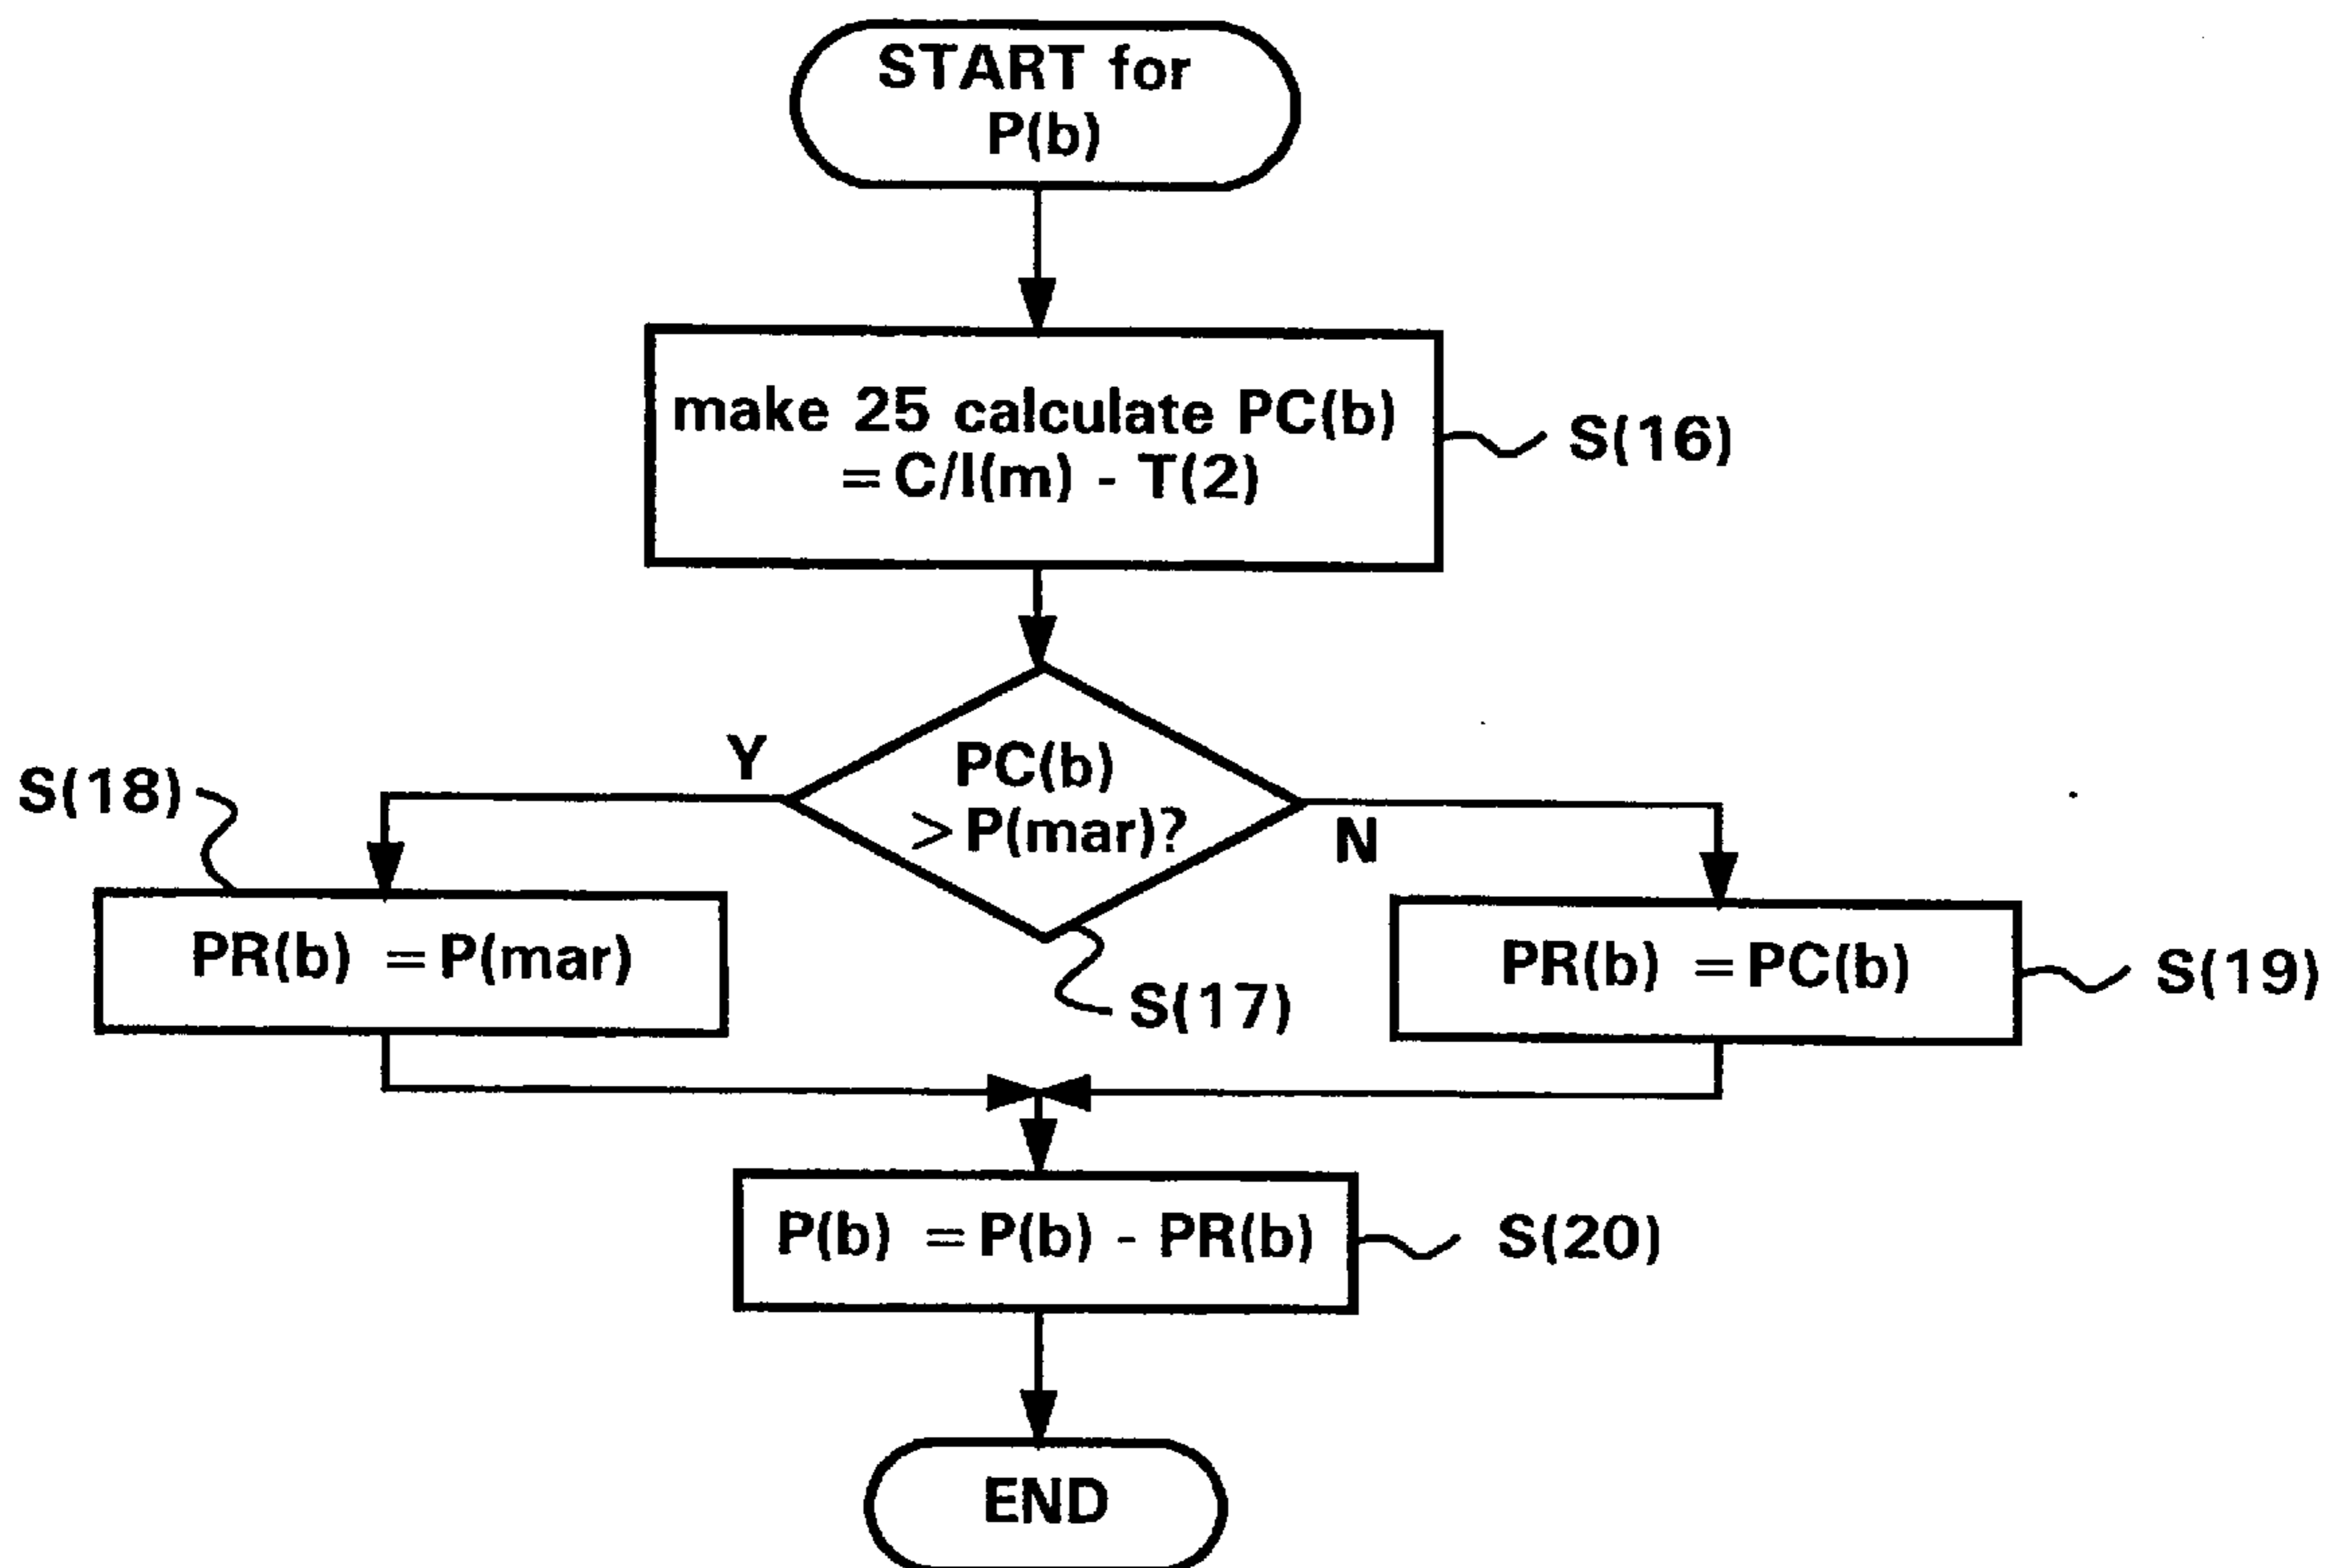 START for
P(b)
make 25 calculate PC(b)
= C/I(m) - T(2)
S(16)
PC(b)
> P(mar)?
Y
N
S(17)
S(18)
PR(b) = P(mar)
PR(b) = PC(b)
S(19)
P(b) = P(b) - PR(b)
S(20)
END